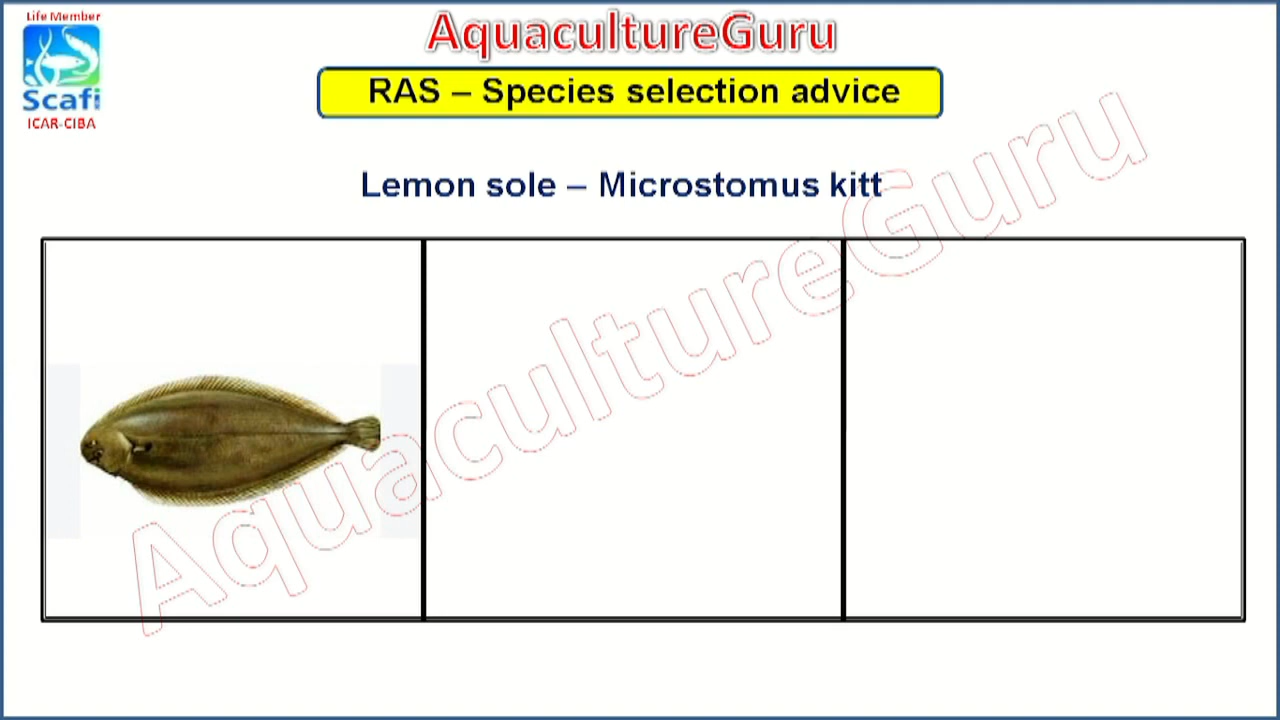 Life Member
Scafi
ICAR-CIBA
AquacultureGuru
RAS – Species selection advice
Lemon sole – Microstomus kitt
AquacultureGuru